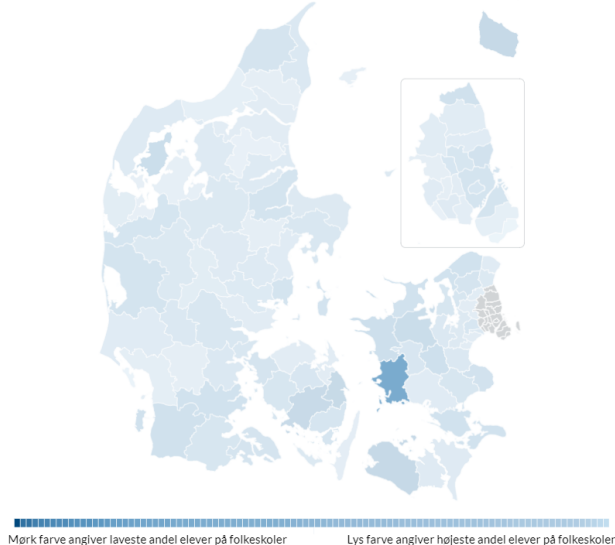 Mørk farve angiver laveste andel elever på folkeskoler
Lys farve angiver højeste andel elever på folkeskoler